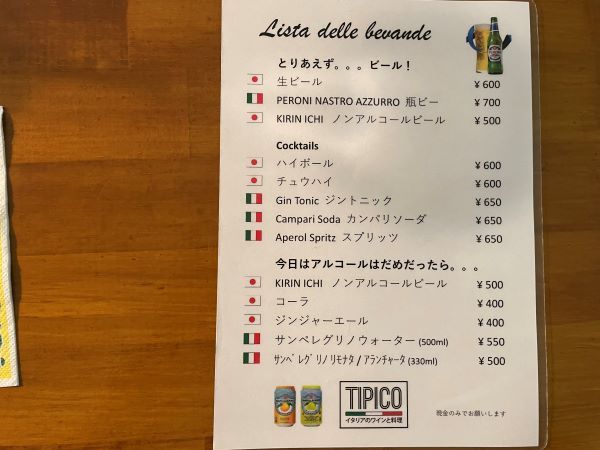 Lista delle bevande
とりあえず。。。ビール！
生ビール ¥ 600
PERONI NASTRO AZZURRO 瓶ビー ¥ 700
KIRIN ICHI ノンアルコールビール ¥ 500
Cocktails
ハイボール ¥ 600
チュウハイ ¥ 600
Gin Tonic ジントニック ¥ 650
Campari Soda カンパリソーダ ¥ 650
Aperol Spritz スプリッツ ¥ 650
今日はアルコールはだめだったら。。。
KIRIN ICHI ノンアルコールビール ¥ 500
コーラ ¥ 400
ジンジャーエール ¥ 400
サンペレグリノウォーター (500ml) ¥ 550
ｻﾝﾍﾟﾚｸﾞﾘﾉ ﾘﾓﾅﾀ / ｱﾗﾝﾁｬｰﾀ (330ml) ¥ 500
TIPICO
イタリアのワインと料理
現金のみでお願いします